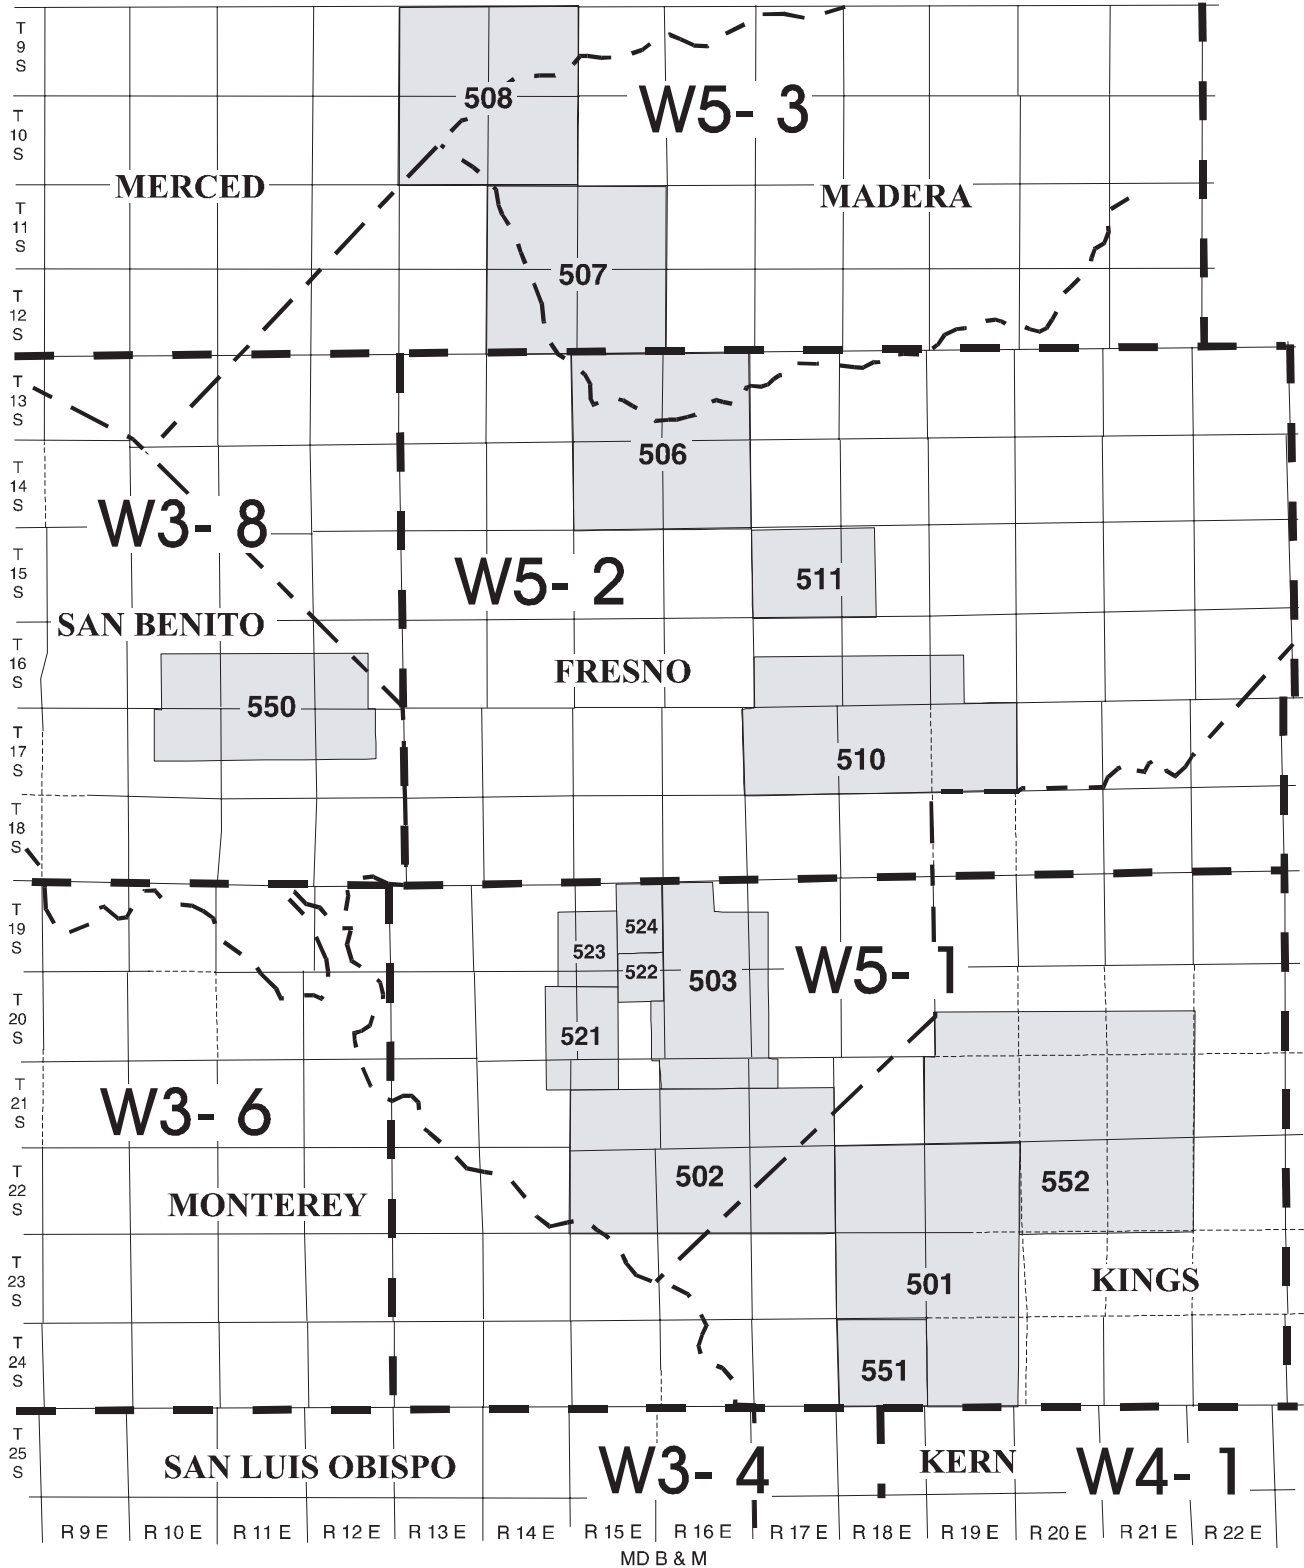 T
9
S
508
W5- 3
T
10
S
MERCED
MADERA
T
11
S
507
T
12
S
T
13
S
506
T
14
S
W3- 8
W5- 2
511
T
15
S
SAN BENITO
FRESNO
T
16
S
550
T
17
S
510
T
18
S
524
T
19
S
523
522
503
W5- 1
T
20
S
521
T
21
S
W3- 6
502
552
T
22
S
MONTEREY
501
KINGS
T
23
S
551
T
24
S
T
25
S
SAN LUIS OBISPO
W3- 4
KERN
W4- 1
R 9 E
R 10 E
R 11 E
R 12 E
R 13 E
R 14 E
R 15 E
R 16 E
R 17 E
R 18 E
R 19 E
R 20 E
R 21 E
R 22 E
MD B & M